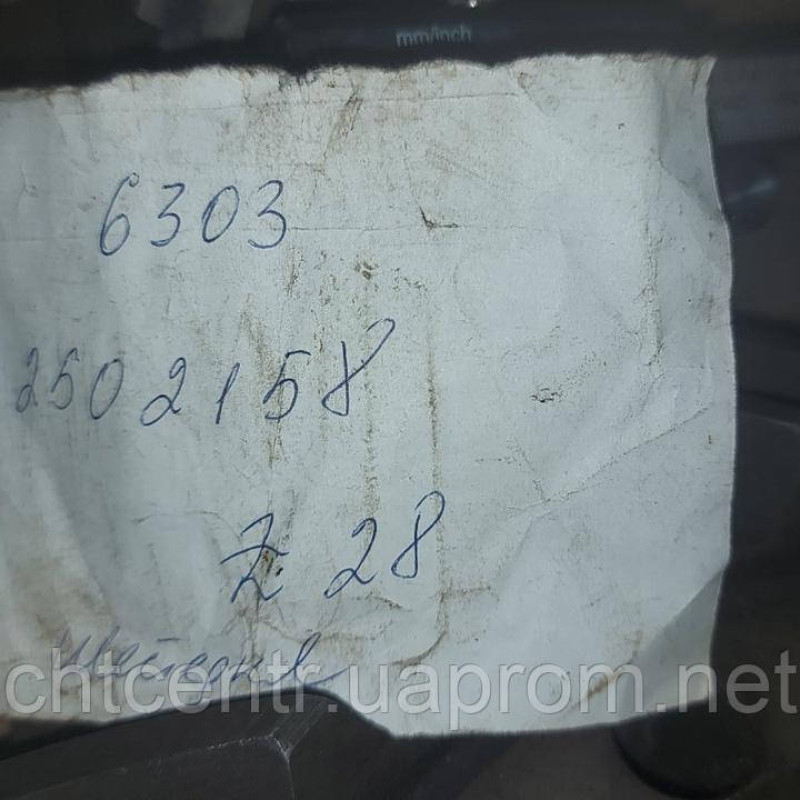 mm/inch
6303
2502158
Z 28
шестерня
chtcentr.uaprom.net